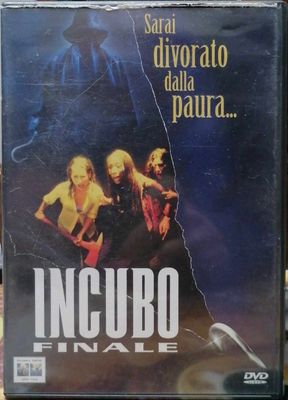 Sarai
divorato
dalla
paura...
INCUBO
FINALE
DVD